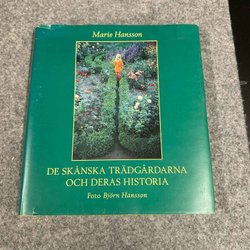 Marie Hansson
DE SKÅNSKA TRÄDGÅRDARNA
OCH DERAS HISTORIA
Foto Björn Hansson